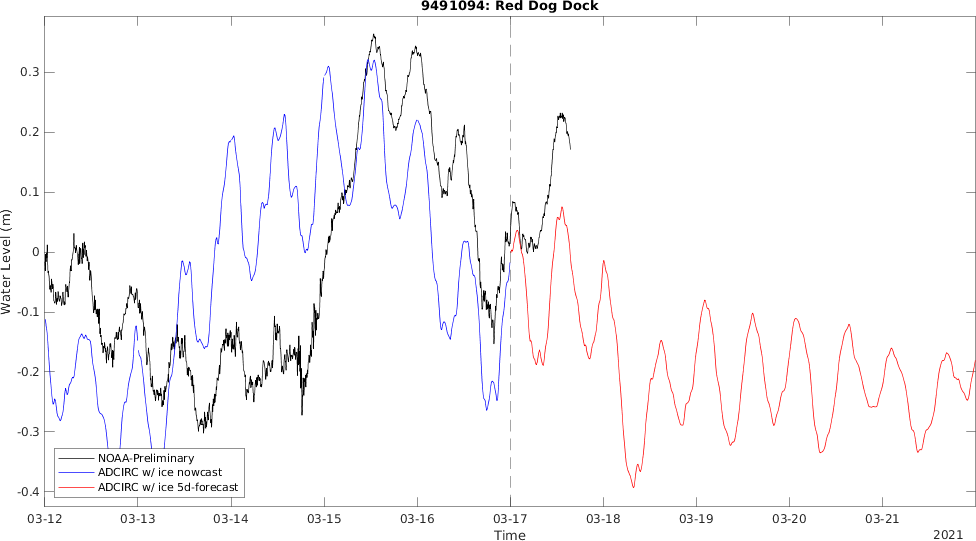 9491094: Red Dog Dock
Water Level (m)
0.3
0.2
0.1
0
-0.1
-0.2
-0.3
-0.4
NOAA-Preliminary
ADCIRC w/ ice nowcast
ADCIRC w/ ice 5d-forecast
03-12 03-13 03-14 03-15 03-16 03-17 03-18 03-19 03-20 03-21
Time
2021